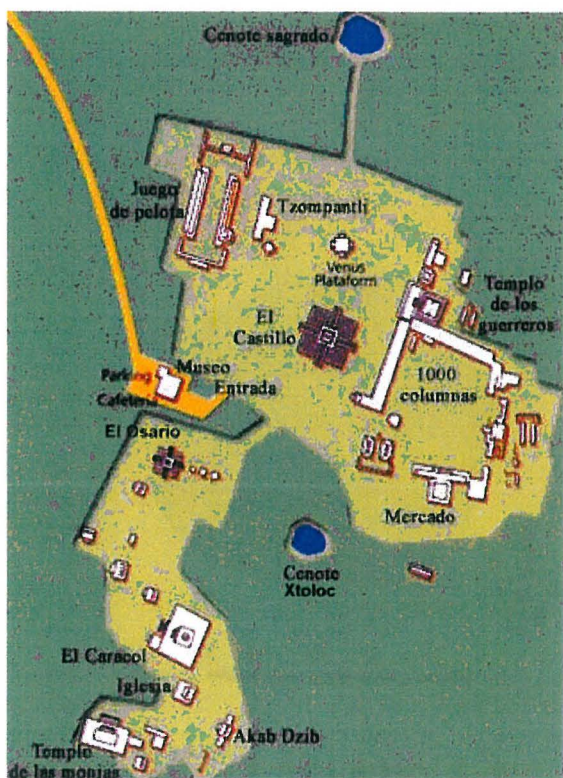 Cenote sagrado
Juego
de pelota
Tzompantli
Venus
Plataform
Templo
de los
guerreros
El
Castillo
1000
columnas
Museo
Parking
Entrada
Cafeteria
El Osario
Mercado
Cenote
Xtoloc
El Caracol
Iglesia
Akab Dzib
Templo
de las monjas